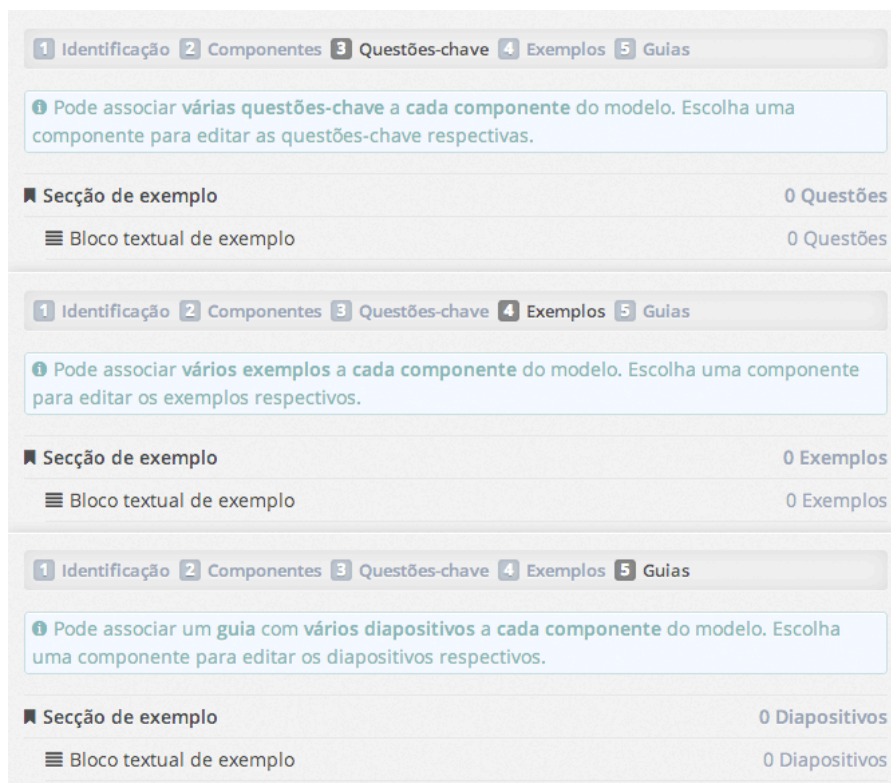 1 Identificação 2 Componentes 3 Questões-chave 4 Exemplos 5 Guias
Pode associar várias questões-chave a cada componente do modelo. Escolha uma
componente para editar as questões-chave respectivas.
Secção de exemplo 0 Questões
Bloco textual de exemplo 0 Questões
1 Identificação 2 Componentes 3 Questões-chave 4 Exemplos 5 Guias
Pode associar vários exemplos a cada componente do modelo. Escolha uma componente
para editar os exemplos respectivos.
Secção de exemplo 0 Exemplos
Bloco textual de exemplo 0 Exemplos
1 Identificação 2 Componentes 3 Questões-chave 4 Exemplos 5 Guias
Pode associar um guia com vários diapositivos a cada componente do modelo. Escolha
uma componente para editar os diapositivos respectivos.
Secção de exemplo 0 Diapositivos
Bloco textual de exemplo 0 Diapositivos